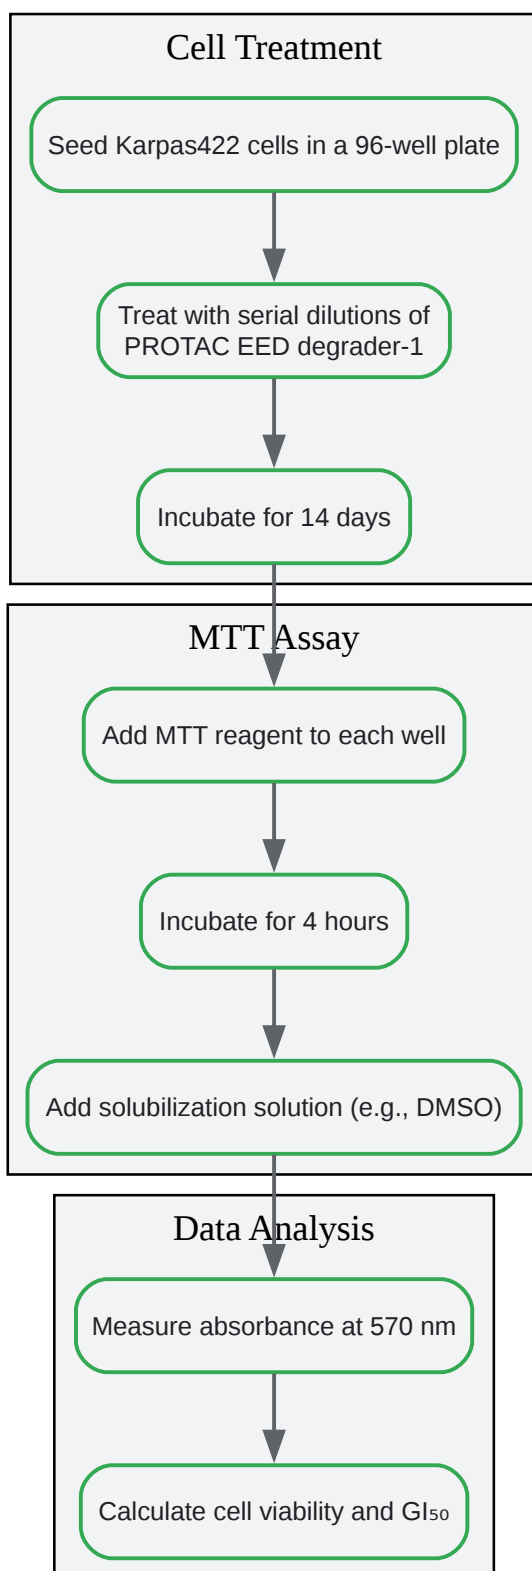 Cell Treatment
Seed Karpas422 cells in a 96-well plate
Treat with serial dilutions of
PROTAC EED degrader-1
Incubate for 14 days
MTT Assay
Add MTT reagent to each well
Incubate for 4 hours
Add solubilization solution (e.g., DMSO)
Data Analysis
Measure absorbance at 570 nm
Calculate cell viability and GI₅₀